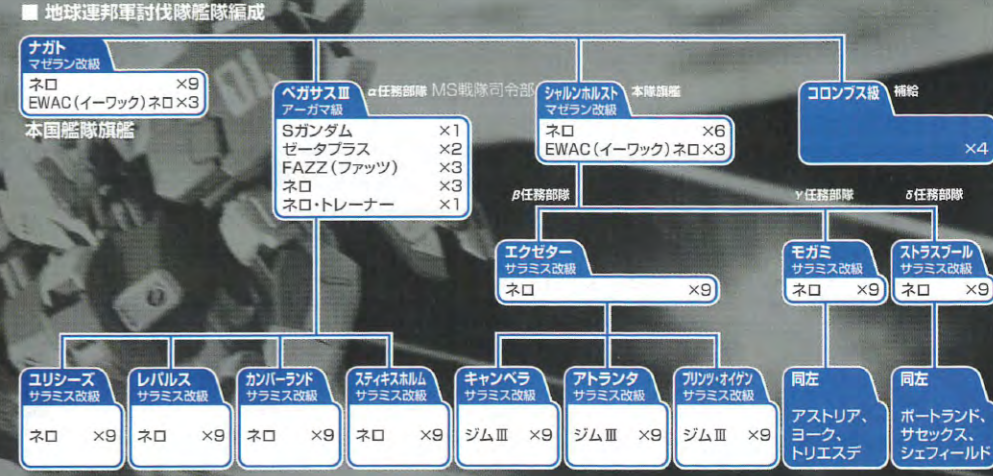 ■ 地球連邦軍討伐隊艦隊編成
ナガト
マゼラン改級
ネロ ×9
EWAC(イーワック)ネロ×3
本国艦隊旗艦
ペガサスⅢ
アーガマ級
α任務部隊 MS戦隊司令部
Sガンダム ×1
ゼータプラス ×2
FAZZ(ファッツ) ×3
ネロ ×3
ネロ・トレーナー ×1
シャルンホルスト
マゼラン改級
本隊旗艦
ネロ ×6
EWAC(イーワック)ネロ×3
コロンブス級 補給
×4
β任務部隊
エクゼター
サラミス改級
ネロ ×9
γ任務部隊
モガミ
サラミス改級
ネロ ×9
δ任務部隊
ストラスブール
サラミス改級
ネロ ×9
ユリシーズ
サラミス改級
ネロ ×9
レパルス
サラミス改級
ネロ ×9
カンバーランド
サラミス改級
ネロ ×9
スティキスホルム
サラミス改級
ネロ ×9
キャンベラ
サラミス改級
ジムⅢ ×9
アトランタ
サラミス改級
ジムⅢ ×9
プリンツ・オイゲン
サラミス改級
ジムⅢ ×9
同左
アストリア、
ヨーク、
トリエステ
同左
ポートランド、
サセックス、
シェフィールド